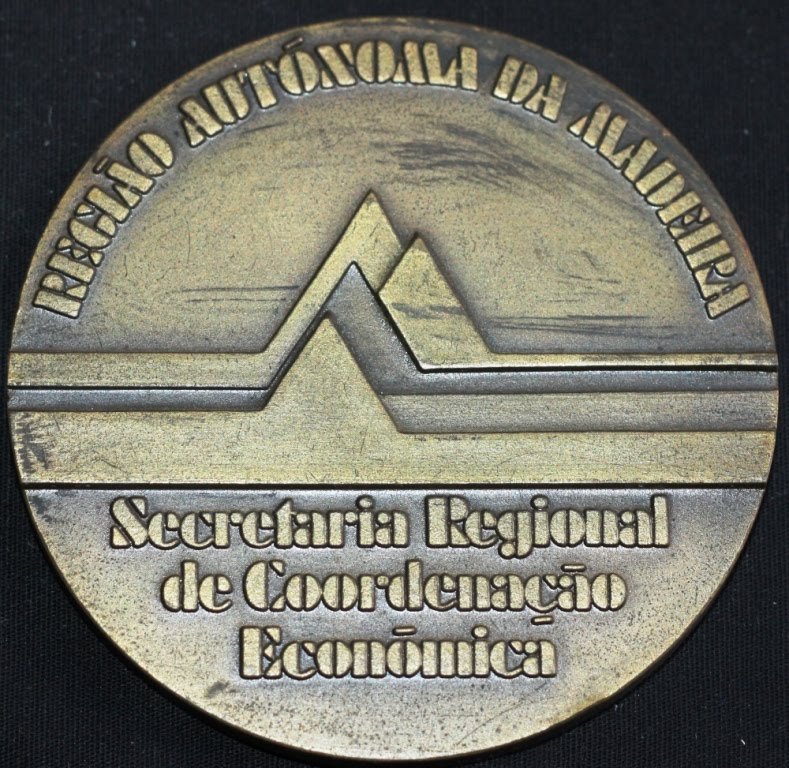 REGIÃO AUTÓNOMA DA MADEIRA
Secretaria Regional
de Coordenação
Económica